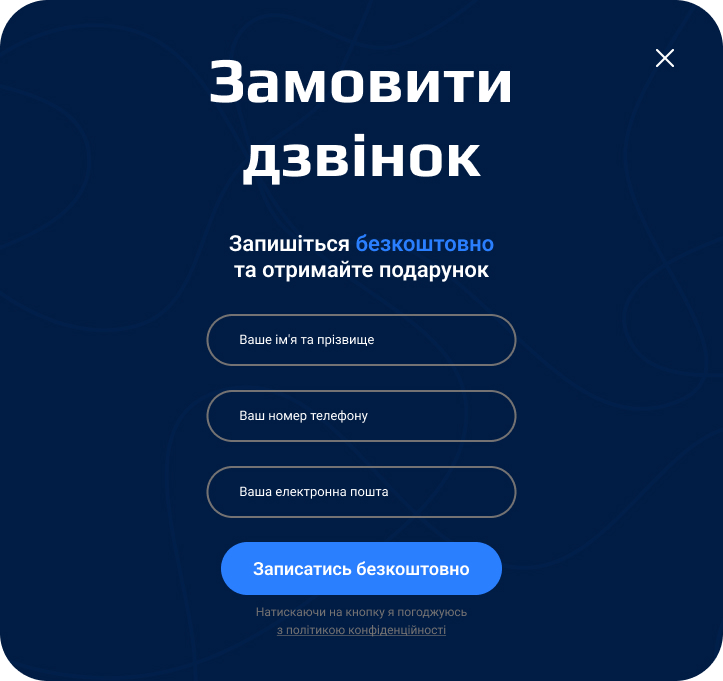 Замовити
дзвінок
Запишіться безкоштовно
та отримайте подарунок
Ваше ім'я та прізвище
Ваш номер телефону
Ваша електронна пошта
Записатись безкоштовно
Натискаючи на кнопку я погоджуюсь
з політикою конфіденційності